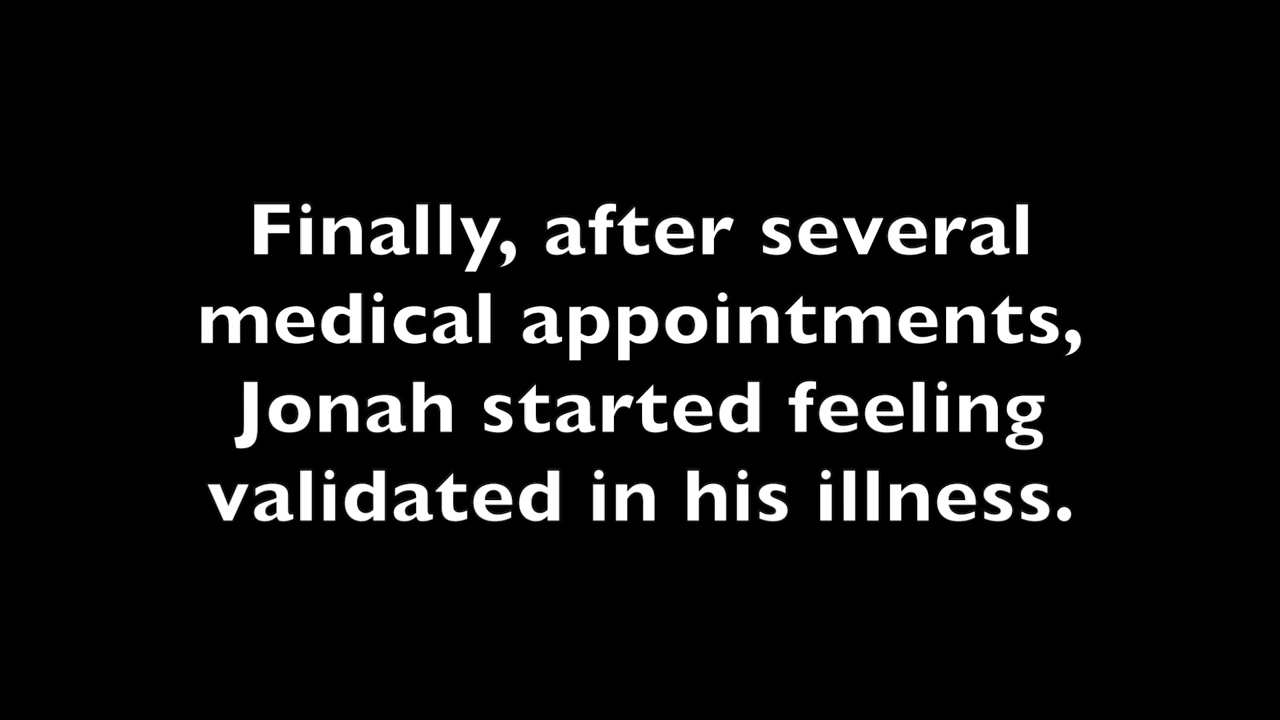 Finally, after several
medical appointments,
Jonah started feeling
validated in his illness.